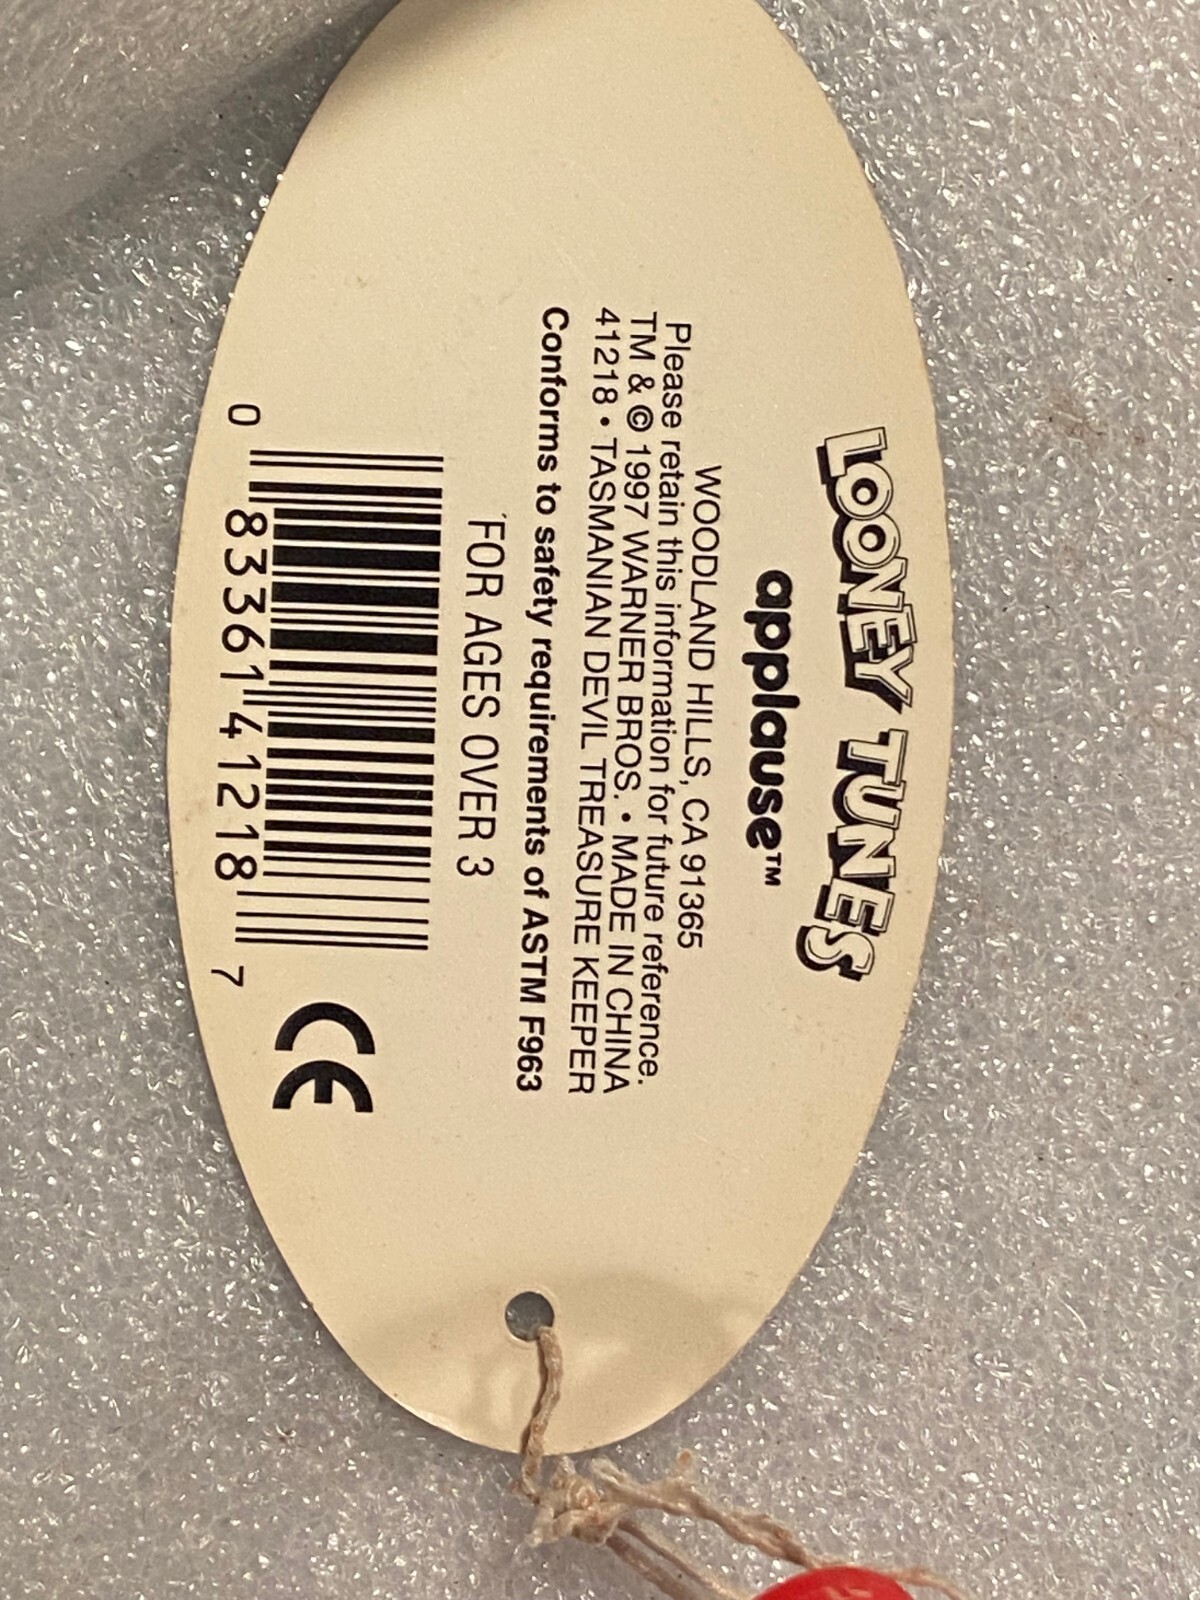 LOONEY TUNES
applause™
WOODLAND HILLS, CA 91365
Please retain this information for future reference.
TM & © 1997 WARNER BROS. • MADE IN CHINA
41218 • TASMANIAN DEVIL TREASURE KEEPER
Conforms to safety requirements of ASTM F963
FOR AGES OVER 3
0 83361 41218 7
CE